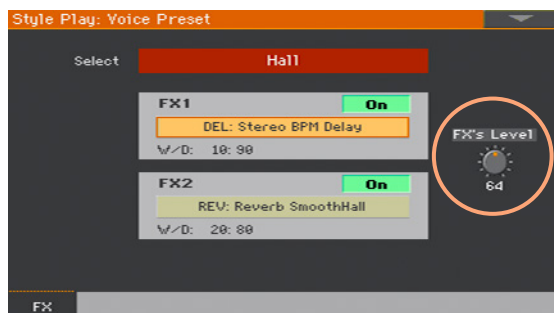 Style Play: Voice Preset
Select Hall
FX1 On
DEL: Stereo BPM Delay
W/D: 10:90
FX's Level
64
FX2 On
REV: Reverb SmoothHall
W/D: 20:80
FX